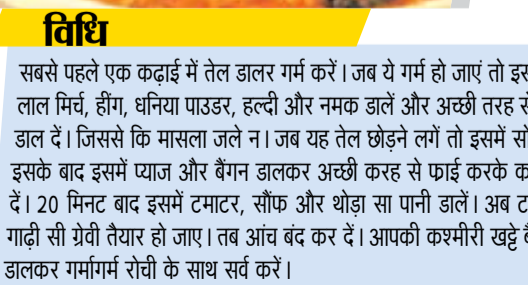 विधि
सबसे पहले एक कढ़ाई में तेल डालर गर्म करें। जब ये गर्म हो जाएं तो इस
लाल मिर्च, हींग, धनिया पाउडर, हल्दी और नमक डालें और अच्छी तरह से
डाल दें। जिससे कि मासला जले न। जब यह तेल छोड़ने लगें तो इसमें
इसके बाद इसमें प्याज और बैंगन डालकर अच्छी करह से फ्राई करके
दें। 20 मिनट बाद इसमें टमाटर, सौंफ और थोड़ा सा पानी डालें। अब
गाढ़ी सी ग्रेवी तैयार हो जाए। तब आंच बंद कर दें। आपकी कश्मीरी खट्टे
डालकर गर्मागर्म रोची के साथ सर्व करें।